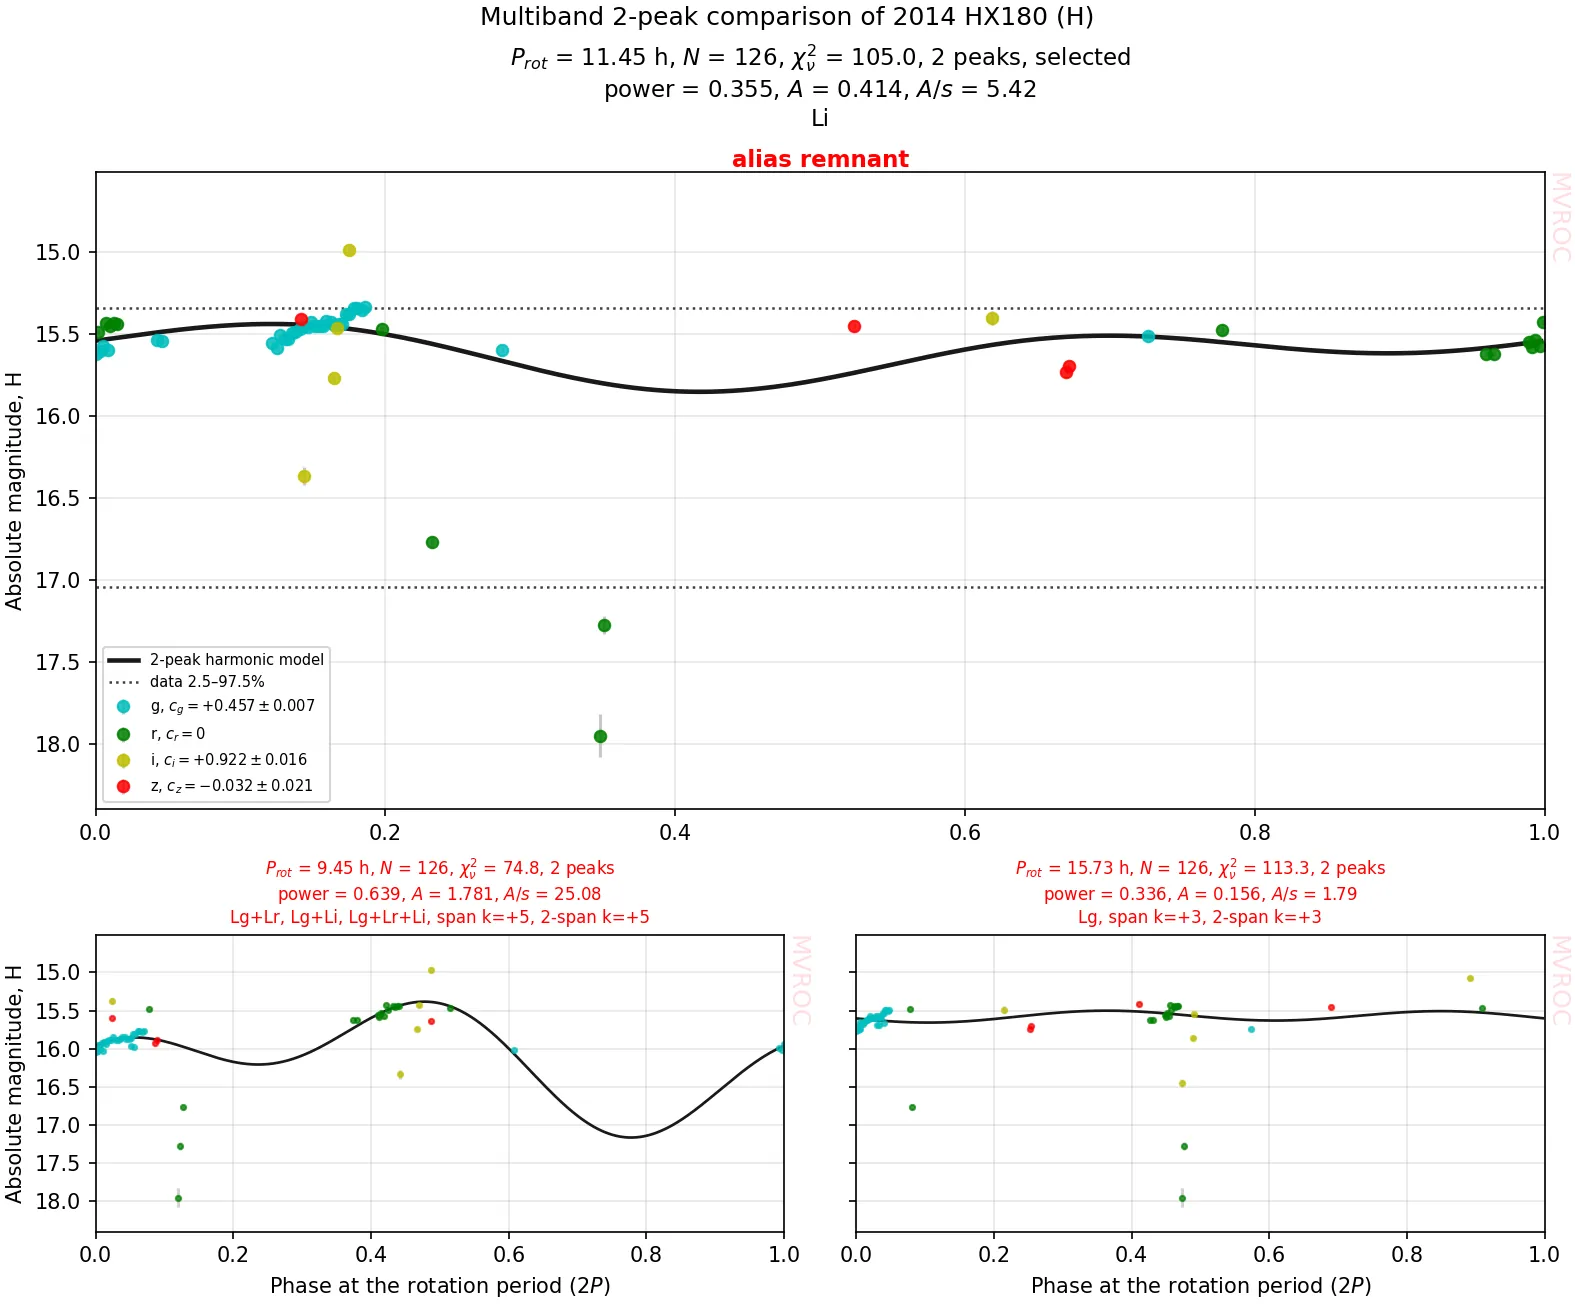 Multiband 2-peak comparison of 2014 HX180 (H)
P_rot = 11.45 h, N = 126, χ²_ν = 105.0, 2 peaks, selected
power = 0.355, A = 0.414, A/s = 5.42
Li
alias remnant
MVROC
Absolute magnitude, H
15.0
15.5
16.0
16.5
17.0
17.5
18.0
2-peak harmonic model
data 2.5–97.5%
g, c_g = +0.457 ± 0.007
r, c_r = 0
i, c_i = +0.922 ± 0.016
z, c_z = −0.032 ± 0.021
0.0 0.2 0.4 0.6 0.8 1.0
P_rot = 9.45 h, N = 126, χ²_ν = 74.8, 2 peaks
power = 0.639, A = 1.781, A/s = 25.08
Lg+Lr, Lg+Li, Lg+Lr+Li, span k=+5, 2-span k=+5
MVROC
Absolute magnitude, H
15.0
15.5
16.0
16.5
17.0
17.5
18.0
0.0 0.2 0.4 0.6 0.8 1.0
Phase at the rotation period (2P)
P_rot = 15.73 h, N = 126, χ²_ν = 113.3, 2 peaks
power = 0.336, A = 0.156, A/s = 1.79
Lg, span k=+3, 2-span k=+3
MVROC
0.0 0.2 0.4 0.6 0.8 1.0
Phase at the rotation period (2P)